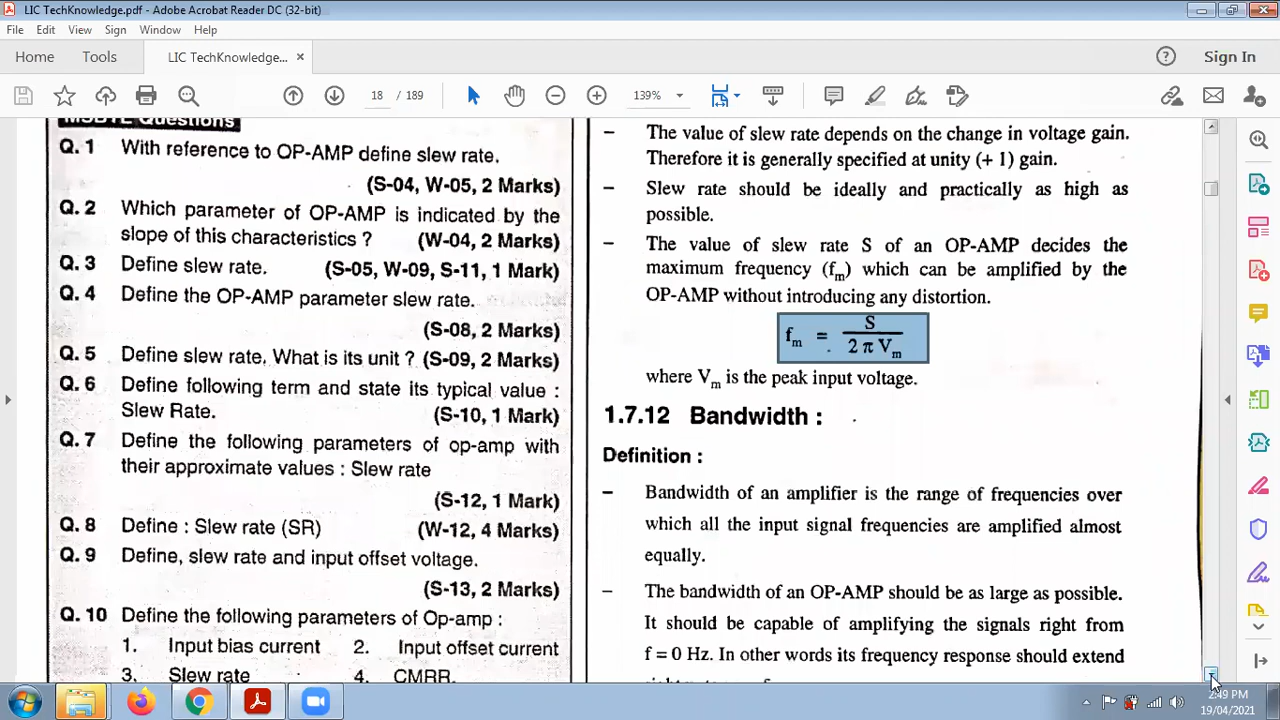 LIC TechKnowledge.pdf - Adobe Acrobat Reader DC (32-bit)
File Edit View Sign Window Help
Home Tools LIC TechKnowledge... × Sign In
18 / 189 139%
MSBTE Questions
Q. 1 With reference to OP-AMP define slew rate.
(S-04, W-05, 2 Marks)
Q. 2 Which parameter of OP-AMP is indicated by the
slope of this characteristics ? (W-04, 2 Marks)
Q. 3 Define slew rate. (S-05, W-09, S-11, 1 Mark)
Q. 4 Define the OP-AMP parameter slew rate.
(S-08, 2 Marks)
Q. 5 Define slew rate. What is its unit ? (S-09, 2 Marks)
Q. 6 Define following term and state its typical value :
Slew Rate. (S-10, 1 Mark)
Q. 7 Define the following parameters of op-amp with
their approximate values : Slew rate
(S-12, 1 Mark)
Q. 8 Define : Slew rate (SR) (W-12, 4 Marks)
Q. 9 Define, slew rate and input offset voltage.
(S-13, 2 Marks)
Q. 10 Define the following parameters of Op-amp :
1. Input bias current 2. Input offset current
3. Slew rate 4. CMRR.
– The value of slew rate depends on the change in voltage gain.
Therefore it is generally specified at unity (+ 1) gain.
– Slew rate should be ideally and practically as high as
possible.
– The value of slew rate S of an OP-AMP decides the
maximum frequency (fm) which can be amplified by the
OP-AMP without introducing any distortion.
fm = S / 2 π Vm
where Vm is the peak input voltage.
1.7.12 Bandwidth :
Definition :
– Bandwidth of an amplifier is the range of frequencies over
which all the input signal frequencies are amplified almost
equally.
– The bandwidth of an OP-AMP should be as large as possible.
It should be capable of amplifying the signals right from
f = 0 Hz. In other words its frequency response should extend
2:49 PM
19/04/2021